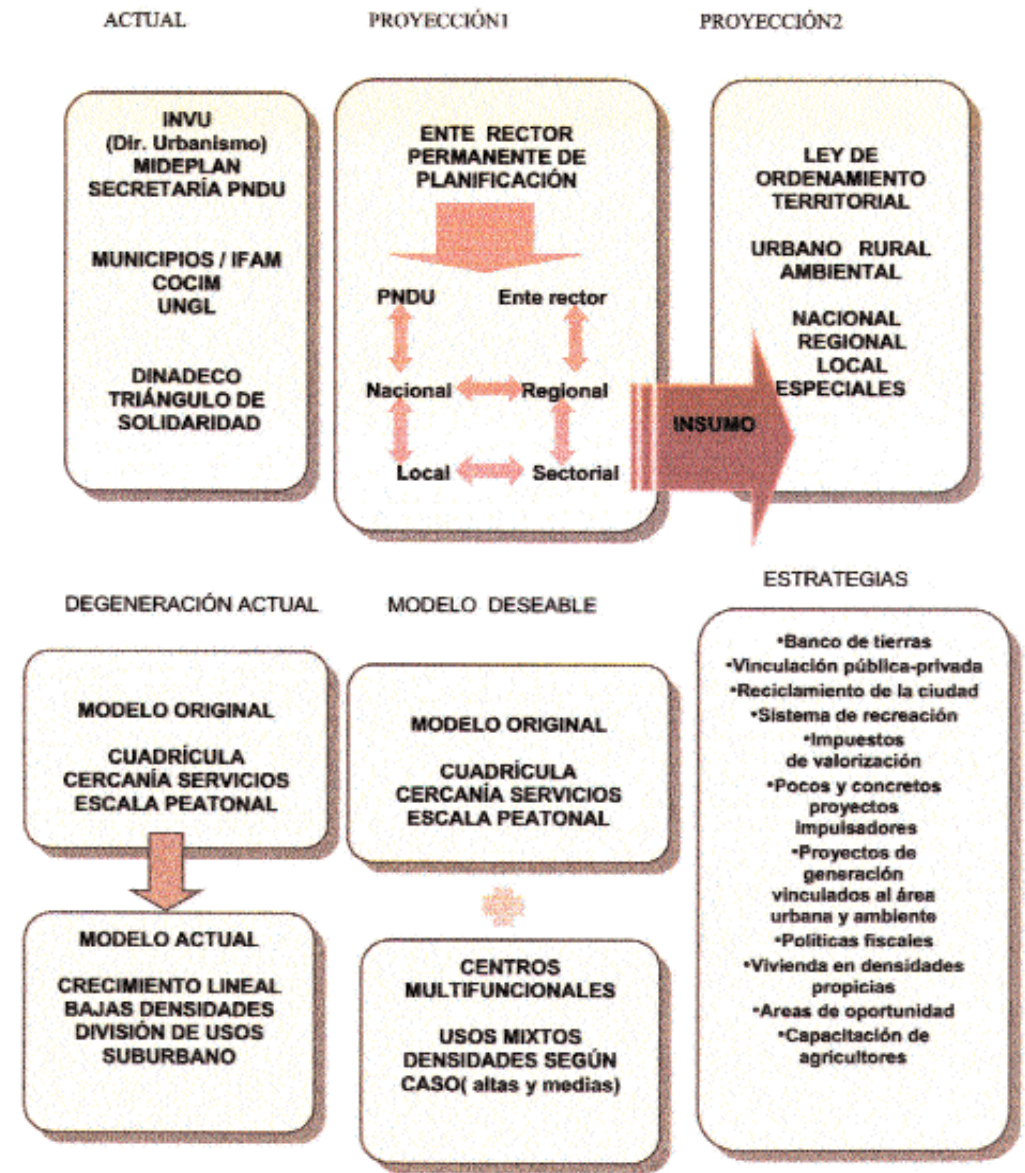 ACTUAL
PROYECCIÓN1
PROYECCIÓN2
INVU
(Dir. Urbanismo)
MIDEPLAN
SECRETARÍA PNDU
MUNICIPIOS / IFAM
COCIM
UNGL
DINADECO
TRIÁNGULO DE
SOLIDARIDAD
ENTE RECTOR
PERMANENTE DE
PLANIFICACIÓN
PNDU
Ente rector
Nacional
Regional
Local
Sectorial
INSUMO
LEY DE
ORDENAMIENTO
TERRITORIAL
URBANO RURAL
AMBIENTAL
NACIONAL
REGIONAL
LOCAL
ESPECIALES
DEGENERACIÓN ACTUAL
MODELO DESEABLE
ESTRATEGIAS
MODELO ORIGINAL
CUADRÍCULA
CERCANÍA SERVICIOS
ESCALA PEATONAL
MODELO ACTUAL
CRECIMIENTO LINEAL
BAJAS DENSIDADES
DIVISIÓN DE USOS
SUBURBANO
MODELO ORIGINAL
CUADRÍCULA
CERCANÍA SERVICIOS
ESCALA PEATONAL
CENTROS
MULTIFUNCIONALES
USOS MIXTOS
DENSIDADES SEGÚN
CASO( altas y medias)
•Banco de tierras
•Vinculación pública-privada
•Reciclamiento de la ciudad
•Sistema de recreación
•Impuestos
de valorización
•Pocos y concretos
proyectos
impulsadores
•Proyectos de
generación
vinculados al área
urbana y ambiente
•Políticas fiscales
•Vivienda en densidades
propicias
•Areas de oportunidad
•Capacitación de
agricultores